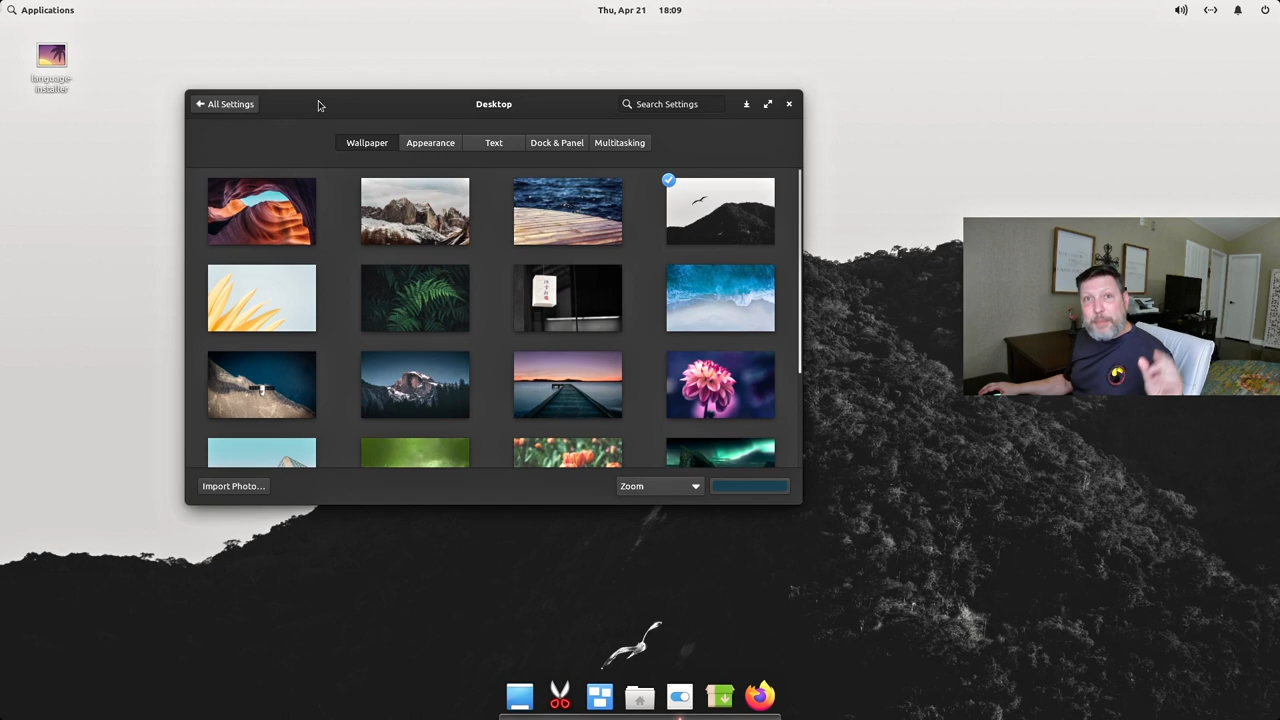 Applications
Thu, Apr 21 18:09
language-
installer
All Settings
Desktop
Search Settings
Wallpaper
Appearance
Text
Dock & Panel
Multitasking
Import Photo...
Zoom